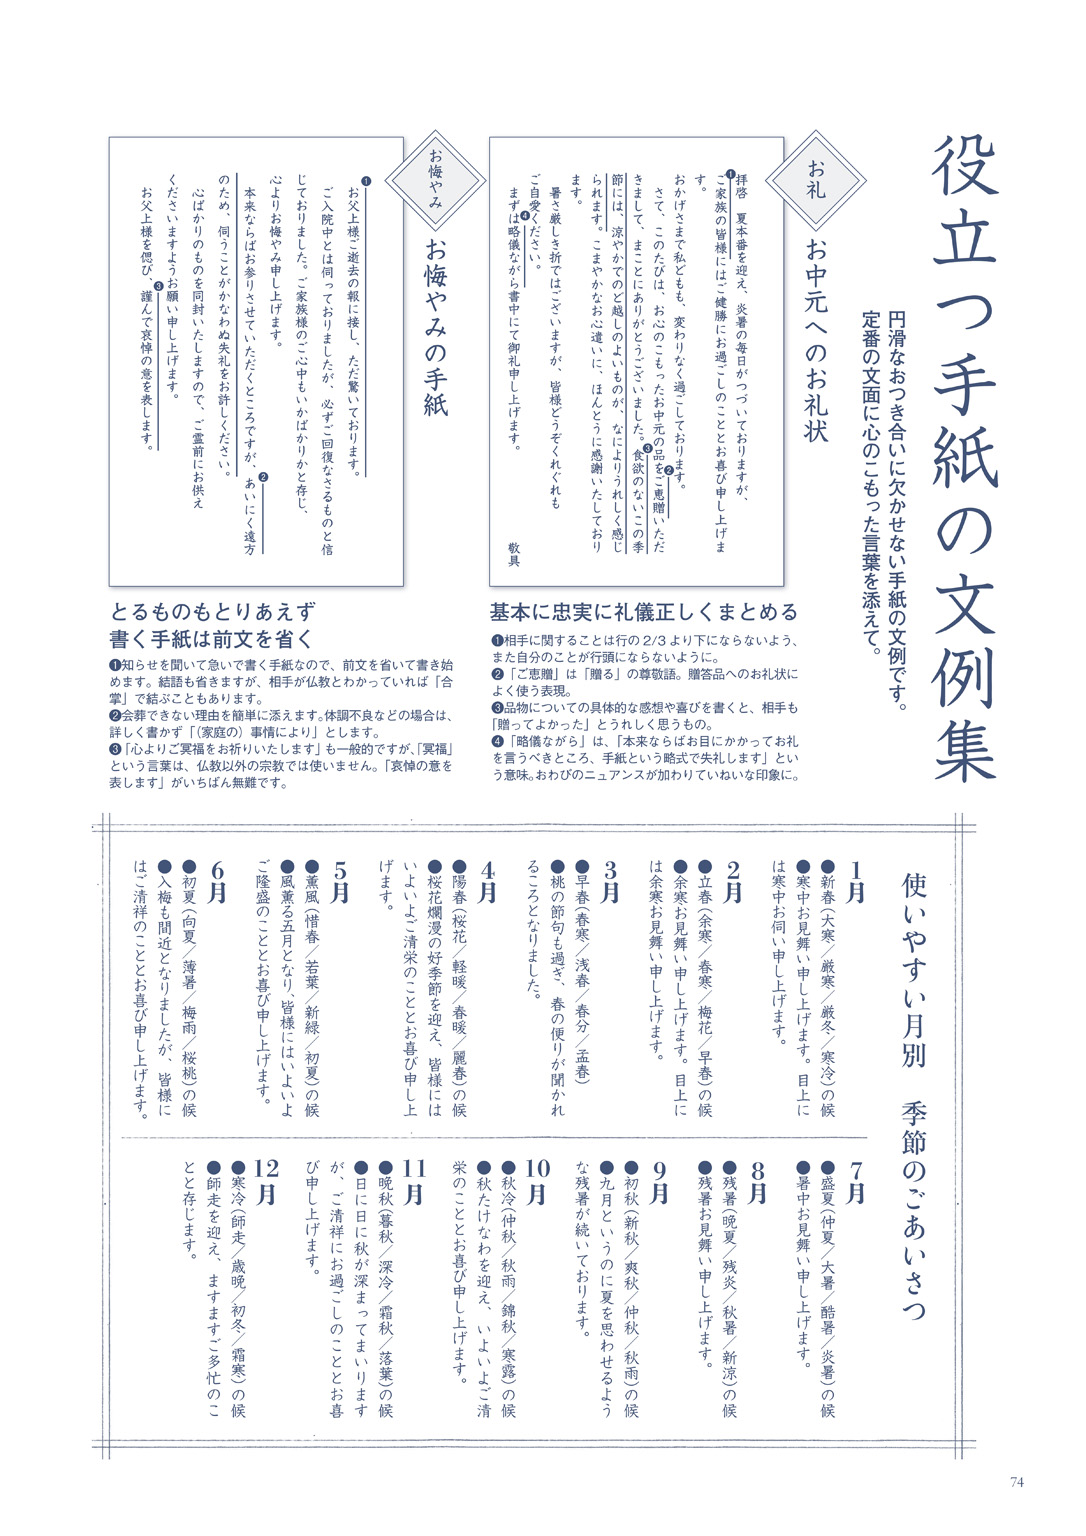 役立つ手紙の文例集
円滑なおつき合いに欠かせない手紙の文例です。
定番の文面に心のこもった言葉を添えて。
お礼
お中元へのお礼状
拝啓　夏本番を迎え、炎暑の毎日がつづいておりますが、
❶ご家族の皆様にはご健勝にお過ごしのこととお喜び申し上げま
す。
おかげさまで私どもも、変わりなく過ごしております。
さて、このたびは、お心のこもったお中元の品を❷ご恵贈いただ
きまして、まことにありがとうございました。❸食欲のないこの季
節には、涼やかでのど越しのよいものが、なによりうれしく感じ
られます。こまやかなお心遣いに、ほんとうに感謝いたしており
ます。
暑さ厳しき折ではございますが、皆様どうぞくれぐれも
ご自愛ください。
まずは❹略儀ながら書中にて御礼申し上げます。
敬具
基本に忠実に礼儀正しくまとめる
❶相手に関することは行の2/3より下にならないよう、
また自分のことが行頭にならないように。
❷「ご恵贈」は「贈る」の尊敬語。贈答品へのお礼状に
よく使う表現。
❸品物についての具体的な感想や喜びを書くと、相手も
「贈ってよかった」とうれしく思うもの。
❹「略儀ながら」は、「本来ならばお目にかかってお礼
を言うべきところ、手紙という略式で失礼します」とい
う意味。おわびのニュアンスが加わりていねいな印象に。
お悔やみ
お悔やみの手紙
❶お父上様ご逝去の報に接し、ただ驚いております。
ご入院中とは伺っておりましたが、必ずご回復なさるものと信
じておりました。ご家族様のご心中もいかばかりかと存じ、
心よりお悔やみ申し上げます。
本来ならばお参りさせていただくところですが、❷あいにく遠方
のため、伺うことがかなわぬ失礼をお許しください。
心ばかりのものを同封いたしますので、ご霊前にお供え
くださいますようお願い申し上げます。
お父上様を偲び、❸謹んで哀悼の意を表します。
とるものもとりあえず
書く手紙は前文を省く
❶知らせを聞いて急いで書く手紙なので、前文を省いて書き始
めます。結語も省きますが、相手が仏教とわかっていれば「合
掌」で結ぶこともあります。
❷会葬できない理由を簡単に添えます。体調不良などの場合は、
詳しく書かず「(家庭の)事情により」とします。
❸「心よりご冥福をお祈りいたします」も一般的ですが、「冥福」
という言葉は、仏教以外の宗教では使いません。「哀悼の意を
表します」がいちばん無難です。
使いやすい月別　季節のごあいさつ
1月
●新春(大寒／厳寒／厳冬／寒冷)の候
●寒中お見舞い申し上げます。目上に
は寒中お伺い申し上げます。
2月
●立春(余寒／春寒／梅花／早春)の候
●余寒お見舞い申し上げます。目上に
は余寒お見舞い申し上げます。
3月
●早春(春寒／浅春／春分／孟春)
●桃の節句も過ぎ、春の便りが聞かれ
るころとなりました。
4月
●陽春(桜花／軽暖／春暖／麗春)の候
●桜花爛漫の好季節を迎え、皆様には
いよいよご清栄のこととお喜び申し上
げます。
5月
●薫風(惜春／若葉／新緑／初夏)の候
●風薫る五月となり、皆様にはいよいよ
ご隆盛のこととお喜び申し上げます。
6月
●初夏(向夏／薄暑／梅雨／桜桃)の候
●入梅も間近となりましたが、皆様に
はご清祥のこととお喜び申し上げます。
7月
●盛夏(仲夏／大暑／酷暑／炎暑)の候
●暑中お見舞い申し上げます。
8月
●残暑(晩夏／残炎／秋暑／新涼)の候
●残暑お見舞い申し上げます。
9月
●初秋(新秋／爽秋／仲秋／秋雨)の候
●九月というのに夏を思わせるよう
な残暑が続いております。
10月
●秋冷(仲秋／秋雨／錦秋／寒露)の候
●秋たけなわを迎え、いよいよご清
栄のこととお喜び申し上げます。
11月
●晩秋(暮秋／深冷／霜秋／落葉)の候
●日に日に秋が深まってまいります
が、ご清祥にお過ごしのこととお喜
び申し上げます。
12月
●寒冷(師走／歳晩／初冬／霜寒)の候
●師走を迎え、ますますご多忙のこ
とと存じます。
74